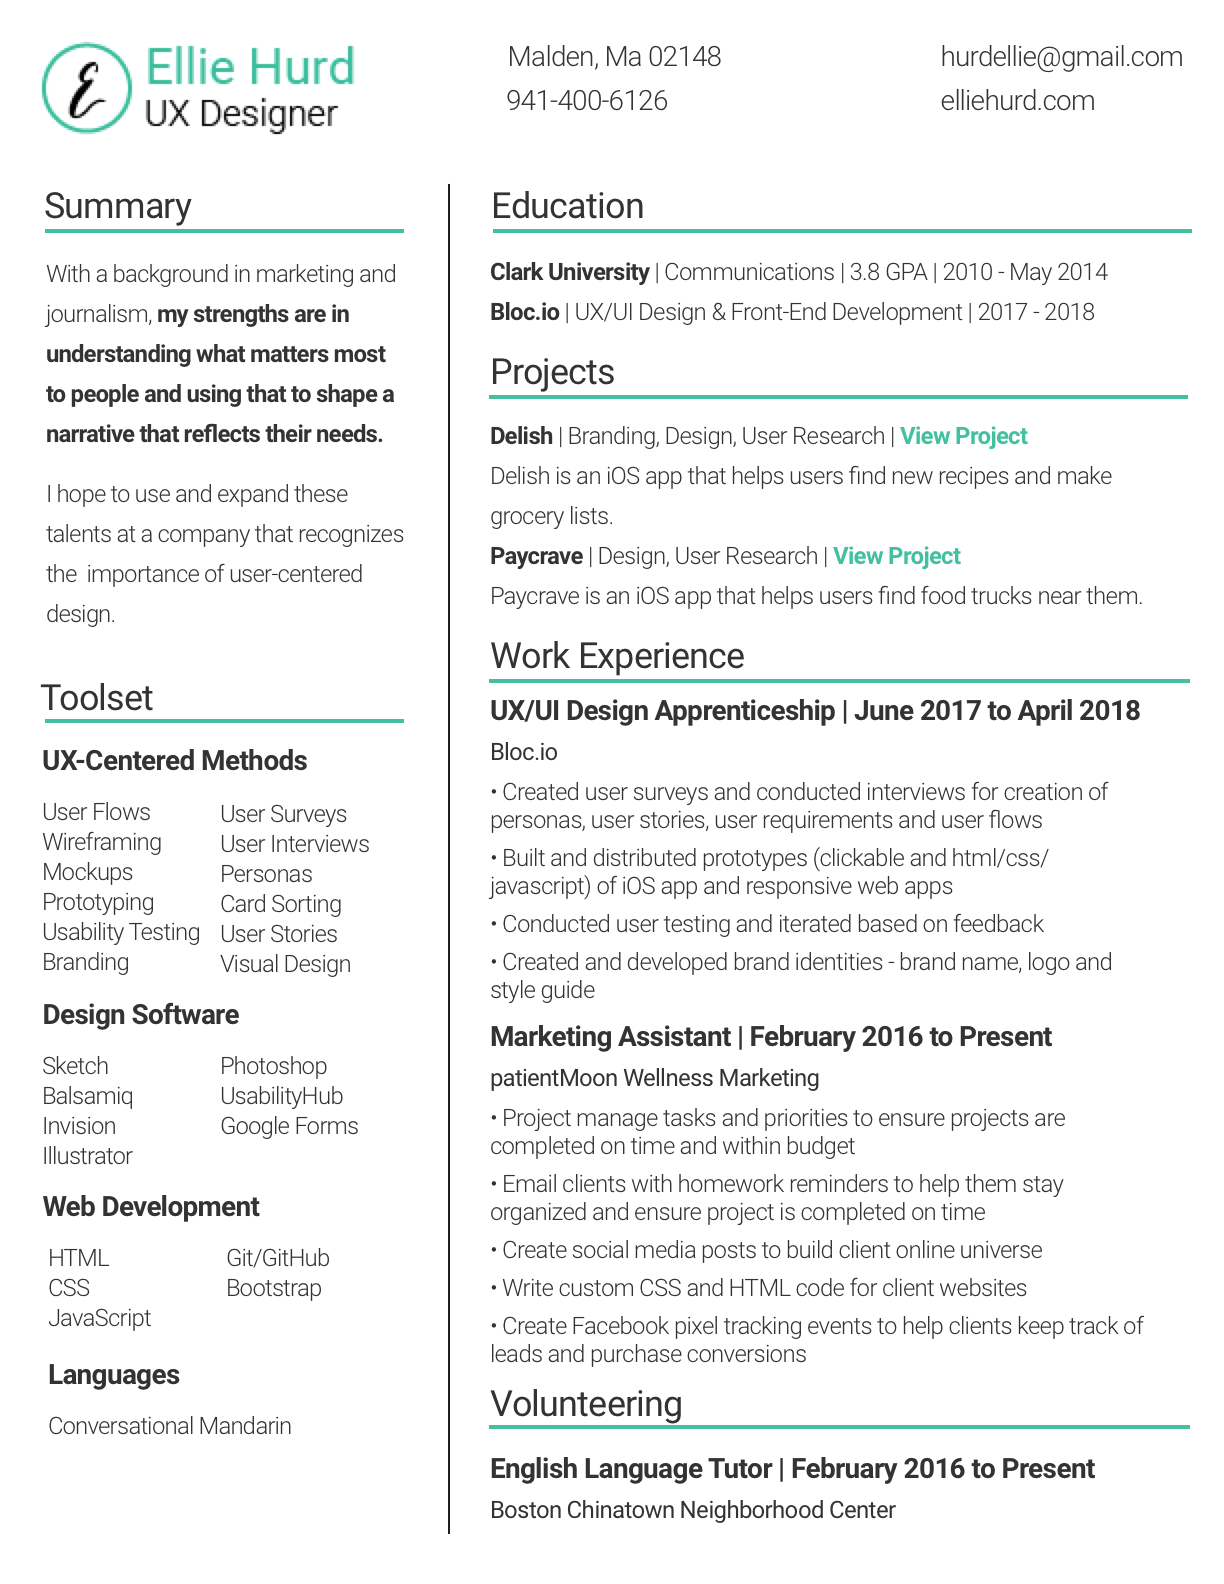 E
Ellie Hurd
UX Designer
Malden, Ma 02148
941-400-6126
hurdellie@gmail.com
elliehurd.com
Summary
With a background in marketing and
journalism, my strengths are in
understanding what matters most
to people and using that to shape a
narrative that reflects their needs.
I hope to use and expand these
talents at a company that recognizes
the  importance of user-centered
design.
Toolset
UX-Centered Methods
User Flows
Wireframing
Mockups
Prototyping
Usability Testing
Branding
User Surveys
User Interviews
Personas
Card Sorting
User Stories
Visual Design
Design Software
Sketch
Balsamiq
Invision
Illustrator
Photoshop
UsabilityHub
Google Forms
Web Development
HTML
CSS
JavaScript
Git/GitHub
Bootstrap
Languages
Conversational Mandarin
Education
Clark University | Communications | 3.8 GPA | 2010 - May 2014
Bloc.io | UX/UI Design & Front-End Development | 2017 - 2018
Projects
Delish | Branding, Design, User Research | View Project
Delish is an iOS app that helps users find new recipes and make
grocery lists.
Paycrave | Design, User Research | View Project
Paycrave is an iOS app that helps users find food trucks near them.
Work Experience
UX/UI Design Apprenticeship | June 2017 to April 2018
Bloc.io
• Created user surveys and conducted interviews for creation of
personas, user stories, user requirements and user flows
• Built and distributed prototypes (clickable and html/css/
javascript) of iOS app and responsive web apps
• Conducted user testing and iterated based on feedback
• Created and developed brand identities - brand name, logo and
style guide
Marketing Assistant | February 2016 to Present
patientMoon Wellness Marketing
• Project manage tasks and priorities to ensure projects are
completed on time and within budget
• Email clients with homework reminders to help them stay
organized and ensure project is completed on time
• Create social media posts to build client online universe
• Write custom CSS and HTML code for client websites
• Create Facebook pixel tracking events to help clients keep track of
leads and purchase conversions
Volunteering
English Language Tutor | February 2016 to Present
Boston Chinatown Neighborhood Center